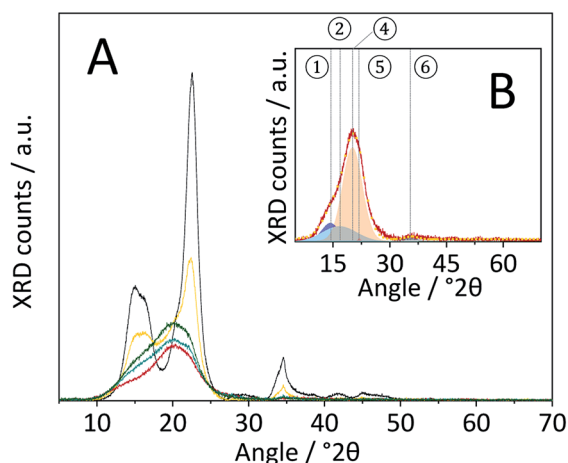 A
XRD counts / a.u.
10 20 30 40 50 60 70
Angle / °2θ
② ④
① ⑤ ⑥
B
XRD counts / a.u.
15 30 45 60
Angle / °2θ